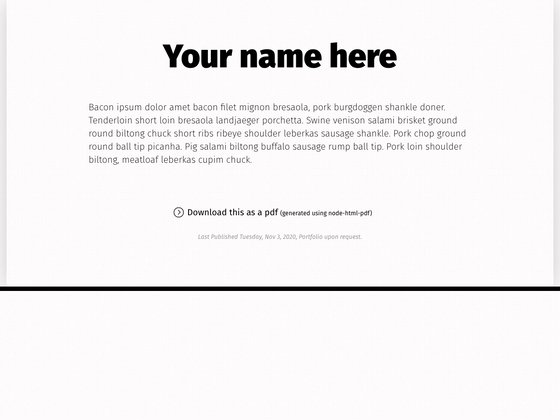 Your name here
Bacon ipsum dolor amet bacon filet mignon bresaola, pork burgdoggen shankle doner.
Tenderloin short loin bresaola landjaeger porchetta. Swine venison salami brisket ground
round biltong chuck short ribs ribeye shoulder leberkas sausage shankle. Pork chop ground
round ball tip picanha. Pig salami biltong buffalo sausage rump ball tip. Pork loin shoulder
biltong, meatloaf leberkas cupim chuck.
Download this as a pdf (generated using node-html-pdf)
Last Published Tuesday, Nov 3, 2020, Portfolio upon request.